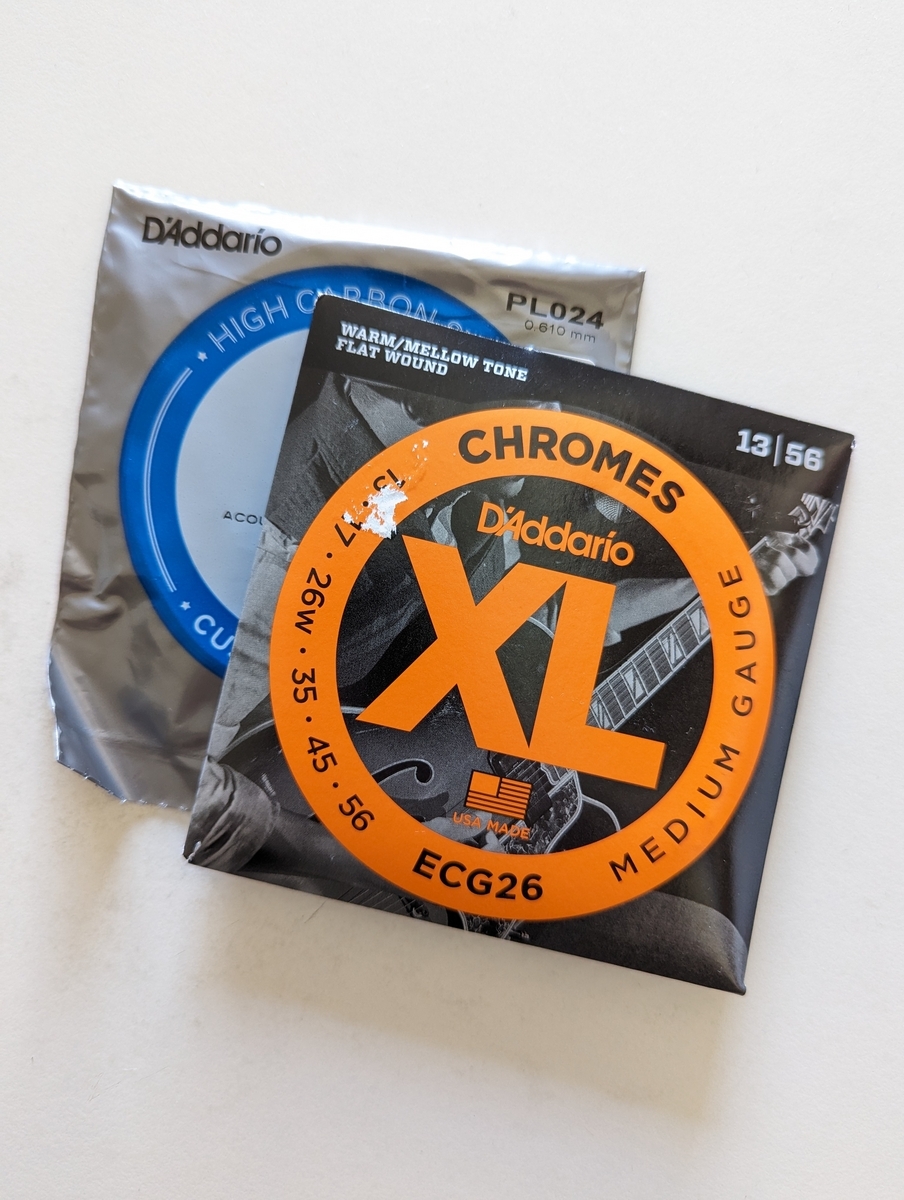 D'Addario
PL024
0.610 mm
HIGH CARBON
CU
ACOU
WARM/MELLOW TONE
FLAT WOUND
13|56
CHROMES
D'Addario
XL
17 · 26w · 35 · 45 · 56
MEDIUM GAUGE
USA MADE
ECG26